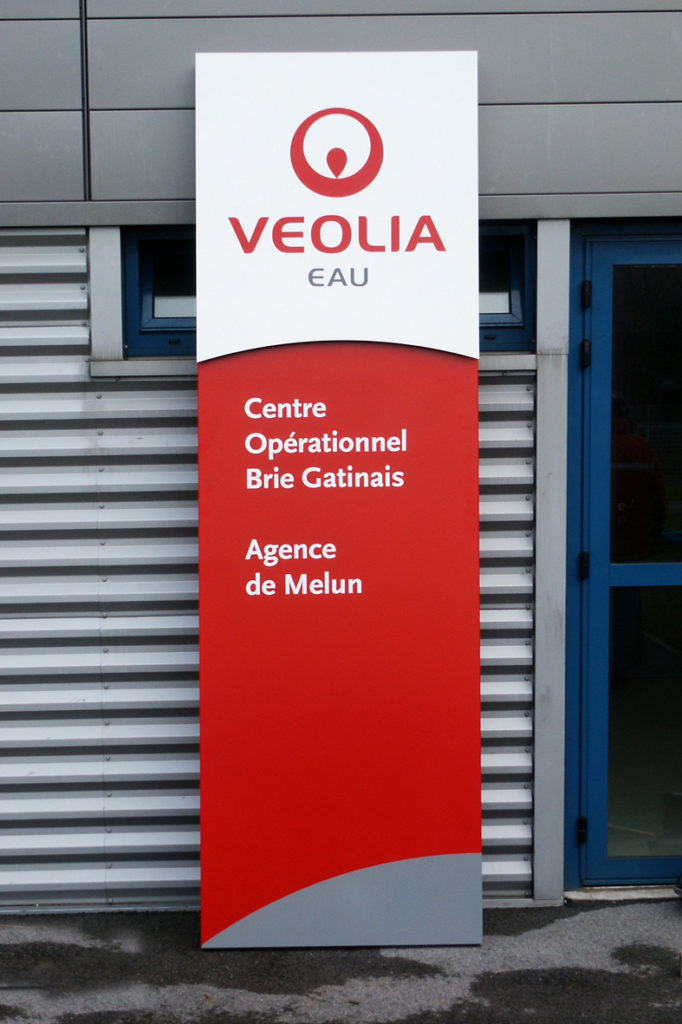 VEOLIA
EAU
Centre
Opérationnel
Brie Gatinais
Agence
de Melun